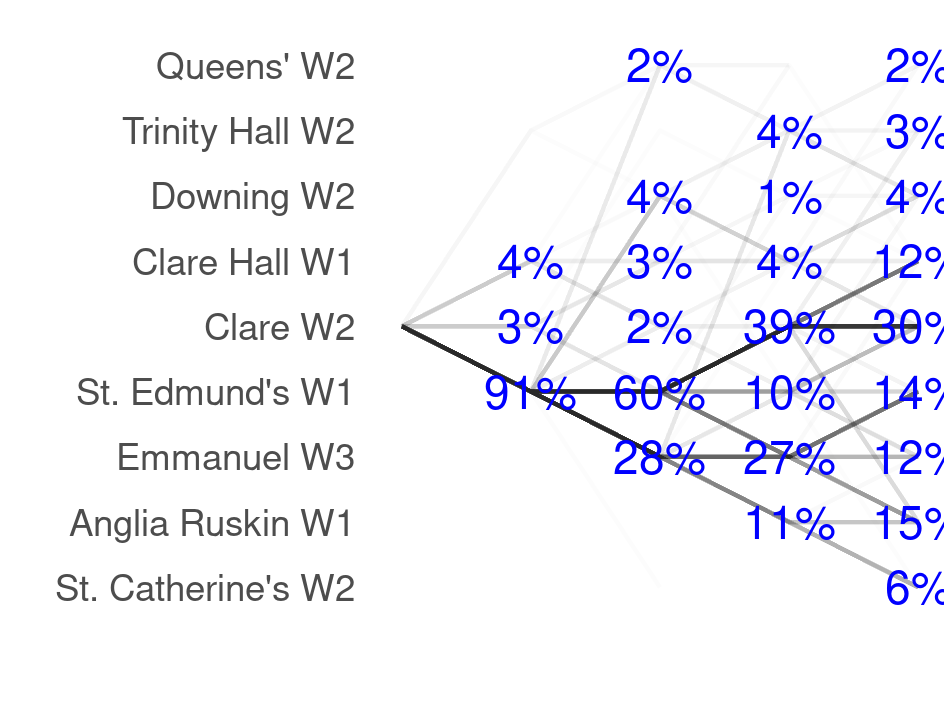 Queens' W2 2% 2%
Trinity Hall W2 4% 3%
Downing W2 4% 1% 4%
Clare Hall W1 4% 3% 4% 12%
Clare W2 3% 2% 39% 30%
St. Edmund's W1 91% 60% 10% 14%
Emmanuel W3 28% 27% 12%
Anglia Ruskin W1 11% 15%
St. Catherine's W2 6%